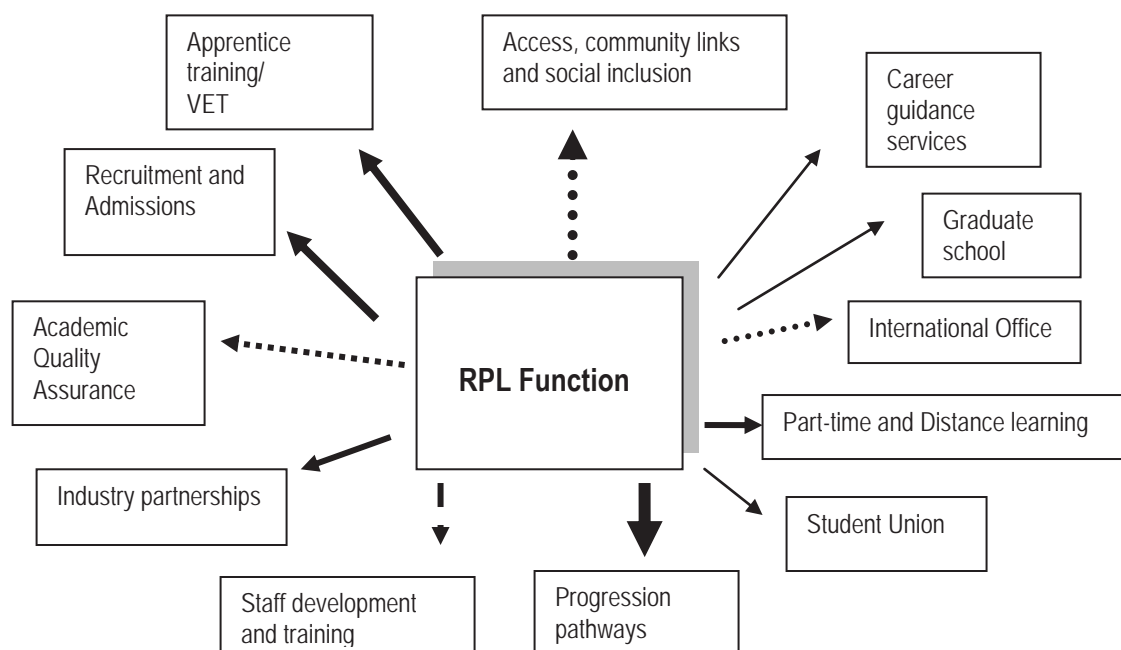 Apprentice
training/
VET
Access, community links
and social inclusion
Career
guidance
services
Recruitment and
Admissions
Graduate
school
Academic
Quality
Assurance
International Office
RPL Function
Part-time and Distance learning
Industry partnerships
Student Union
Staff development
and training
Progression
pathways